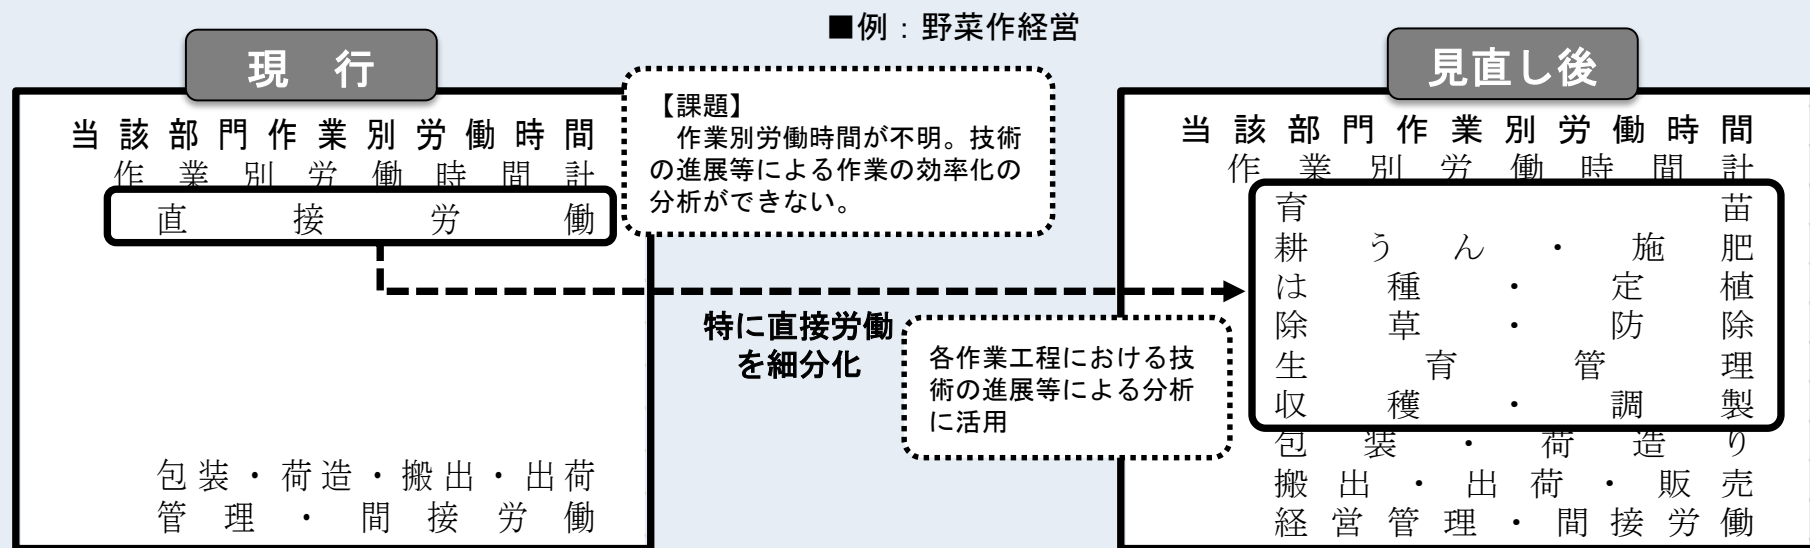 ■例：野菜作経営
現 行
当該部門作業別労働時間
作業別労働時間計
直接労働
包装・荷造・搬出・出荷
管理・間接労働
【課題】
作業別労働時間が不明。技術
の進展等による作業の効率化の
分析ができない。
特に直接労働
を細分化
各作業工程における技
術の進展等による分析
に活用
見直し後
当該部門作業別労働時間
作業別労働時間計
育苗
耕うん・施肥
は種・定植
除草・防除
生育管理
収穫・調製
包装・荷造り
搬出・出荷・販売
経営管理・間接労働